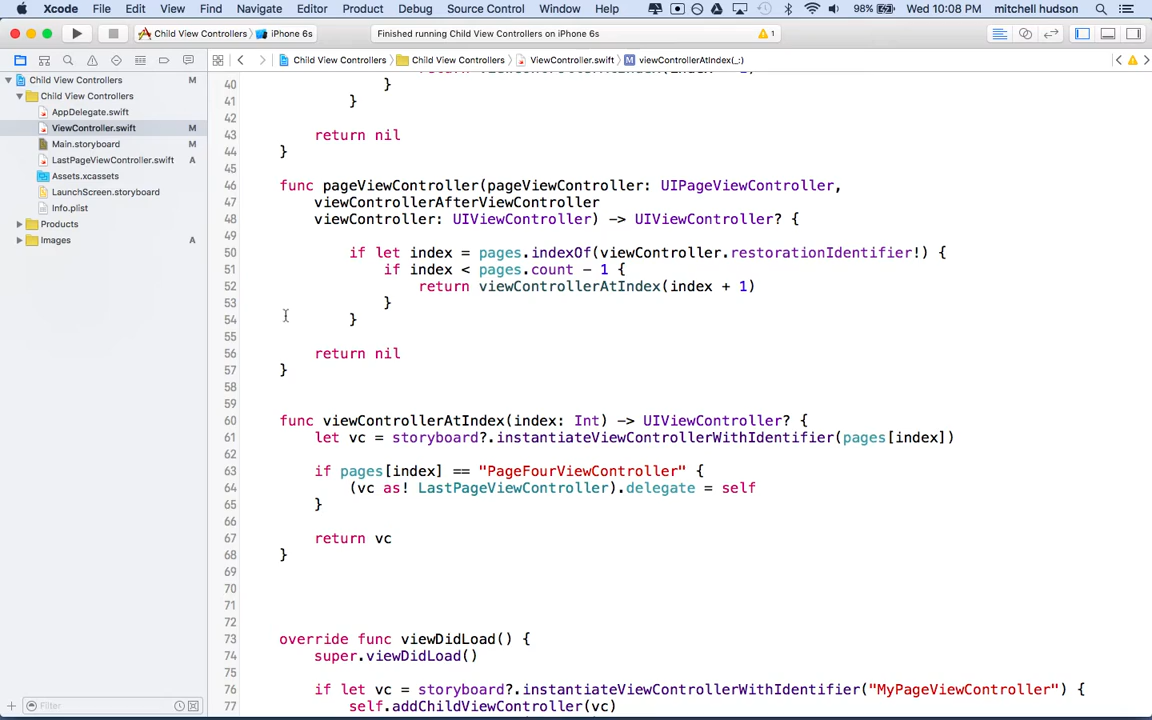 Xcode File Edit View Find Navigate Editor Product Debug Source Control Window Help 98% Wed 10:08 PM mitchell hudson
Child View Controllers iPhone 6s Finished running Child View Controllers on iPhone 6s 1
Child View Controllers Child View Controllers ViewController.swift M viewControllerAtIndex(_:)
Child View Controllers M
Child View Controllers
AppDelegate.swift
ViewController.swift M
Main.storyboard M
LastPageViewController.swift A
Assets.xcassets
LaunchScreen.storyboard
Info.plist
Products
Images A
Filter
40 }
41 }
42
43 return nil
44 }
45
46 func pageViewController(pageViewController: UIPageViewController,
47 viewControllerAfterViewController
48 viewController: UIViewController) -> UIViewController? {
49
50 if let index = pages.indexOf(viewController.restorationIdentifier!) {
51 if index < pages.count - 1 {
52 return viewControllerAtIndex(index + 1)
53 }
54 }
55
56 return nil
57 }
58
59
60 func viewControllerAtIndex(index: Int) -> UIViewController? {
61 let vc = storyboard?.instantiateViewControllerWithIdentifier(pages[index])
62
63 if pages[index] == "PageFourViewController" {
64 (vc as! LastPageViewController).delegate = self
65 }
66
67 return vc
68 }
69
70
71
72
73 override func viewDidLoad() {
74 super.viewDidLoad()
75
76 if let vc = storyboard?.instantiateViewControllerWithIdentifier("MyPageViewController") {
77 self.addChildViewController(vc)